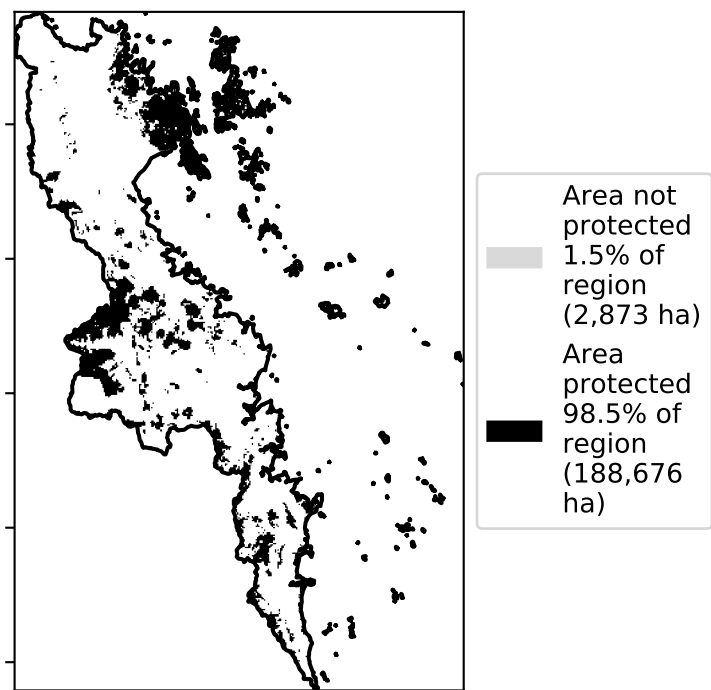 Area not
protected
1.5% of
region
(2,873 ha)
Area
protected
98.5% of
region
(188,676
ha)